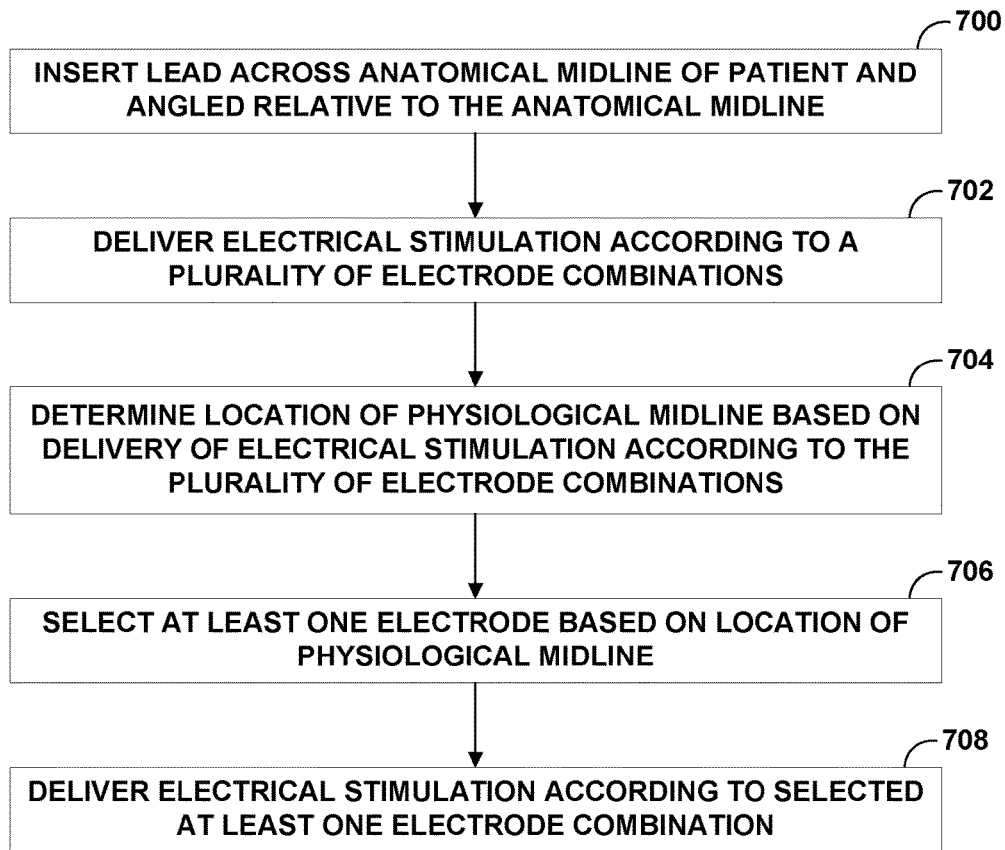 700
INSERT LEAD ACROSS ANATOMICAL MIDLINE OF PATIENT AND
ANGLED RELATIVE TO THE ANATOMICAL MIDLINE
702
DELIVER ELECTRICAL STIMULATION ACCORDING TO A
PLURALITY OF ELECTRODE COMBINATIONS
704
DETERMINE LOCATION OF PHYSIOLOGICAL MIDLINE BASED ON
DELIVERY OF ELECTRICAL STIMULATION ACCORDING TO THE
PLURALITY OF ELECTRODE COMBINATIONS
706
SELECT AT LEAST ONE ELECTRODE BASED ON LOCATION OF
PHYSIOLOGICAL MIDLINE
708
DELIVER ELECTRICAL STIMULATION ACCORDING TO SELECTED
AT LEAST ONE ELECTRODE COMBINATION